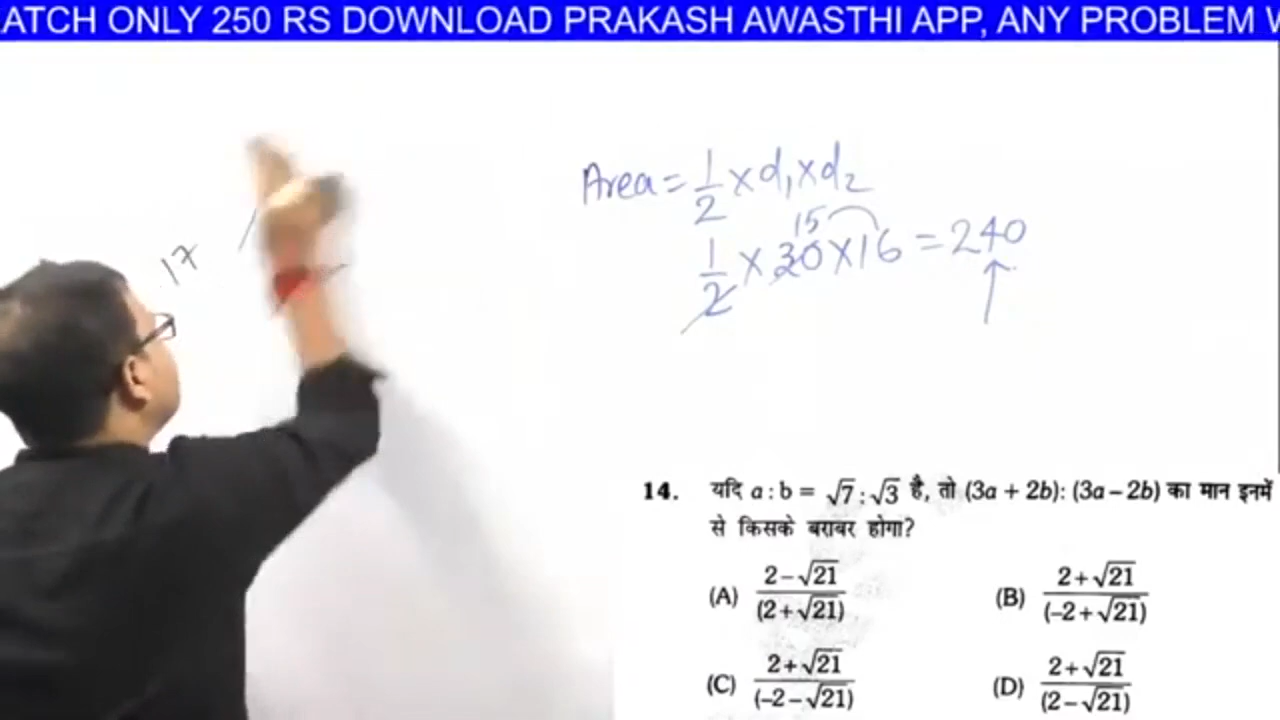 ATCH ONLY 250 RS DOWNLOAD PRAKASH AWASTHI APP, ANY PROBLEM W
Area = 1/2 × d₁ × d₂
15
1/2 × 30 × 16 = 240
17
14. यदि a : b = √7 : √3 है, तो (3a + 2b) : (3a – 2b) का मान इनमें
से किसके बराबर होगा?
(A) (2 – √21)/(2 + √21) (B) (2 + √21)/(–2 + √21)
(C) (2 + √21)/(–2 – √21) (D) (2 + √21)/(2 – √21)